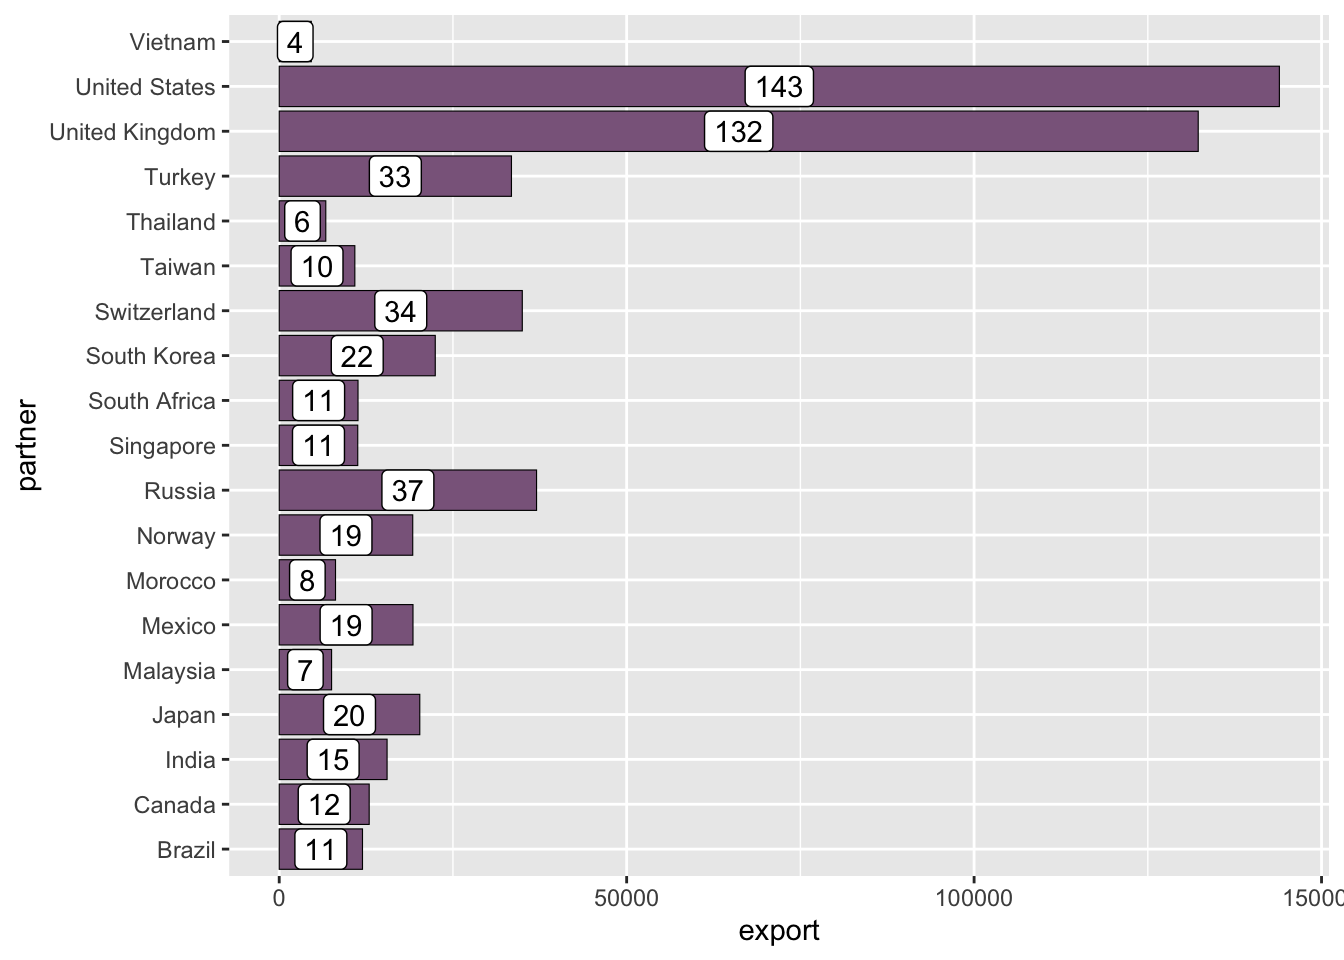 Vietnam 4
United States 143
United Kingdom 132
Turkey 33
Thailand 6
Taiwan 10
Switzerland 34
South Korea 22
South Africa 11
Singapore 11
Russia 37
Norway 19
Morocco 8
Mexico 19
Malaysia 7
Japan 20
India 15
Canada 12
Brazil 11
partner
0 50000 100000 15000
export